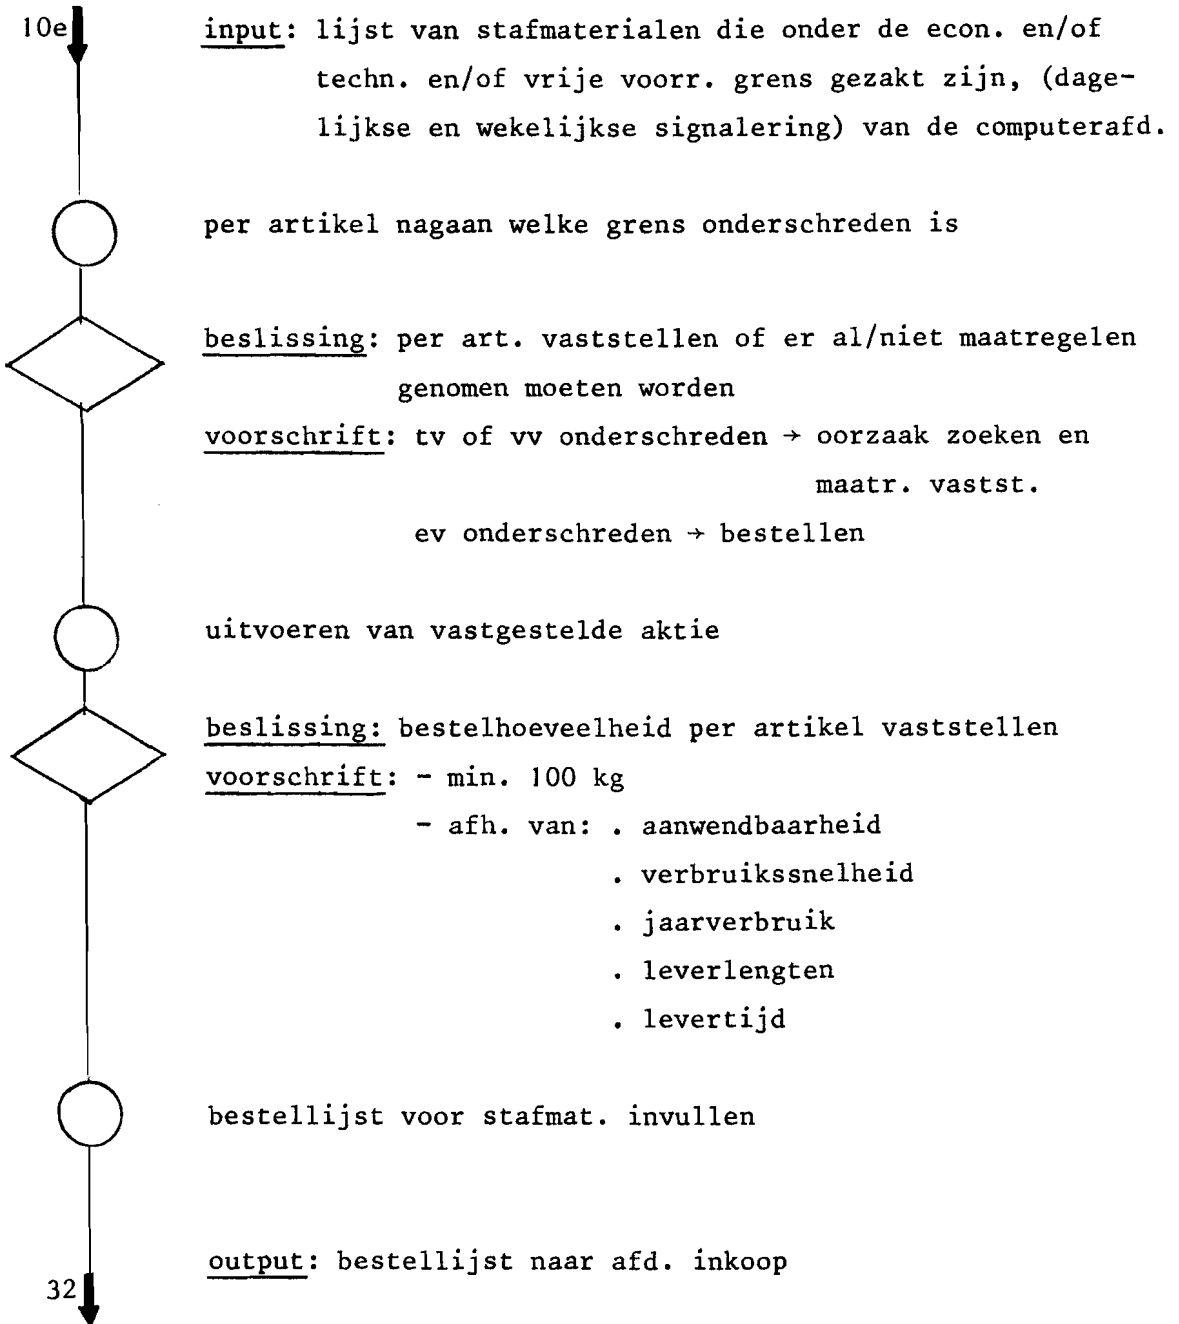 10e input: lijst van stafmaterialen die onder de econ. en/of
techn. en/of vrije voorr. grens gezakt zijn, (dage-
lijkse en wekelijkse signalering) van de computerafd.
per artikel nagaan welke grens onderschreden is
beslissing: per art. vaststellen of er al/niet maatregelen
genomen moeten worden
voorschrift: tv of vv onderschreden → oorzaak zoeken en
maatr. vastst.
ev onderschreden → bestellen
uitvoeren van vastgestelde aktie
beslissing: bestelhoeveelheid per artikel vaststellen
voorschrift: - min. 100 kg
- afh. van: . aanwendbaarheid
. verbruikssnelheid
. jaarverbruik
. leverlengten
. levertijd
bestellijst voor stafmat. invullen
output: bestellijst naar afd. inkoop
32